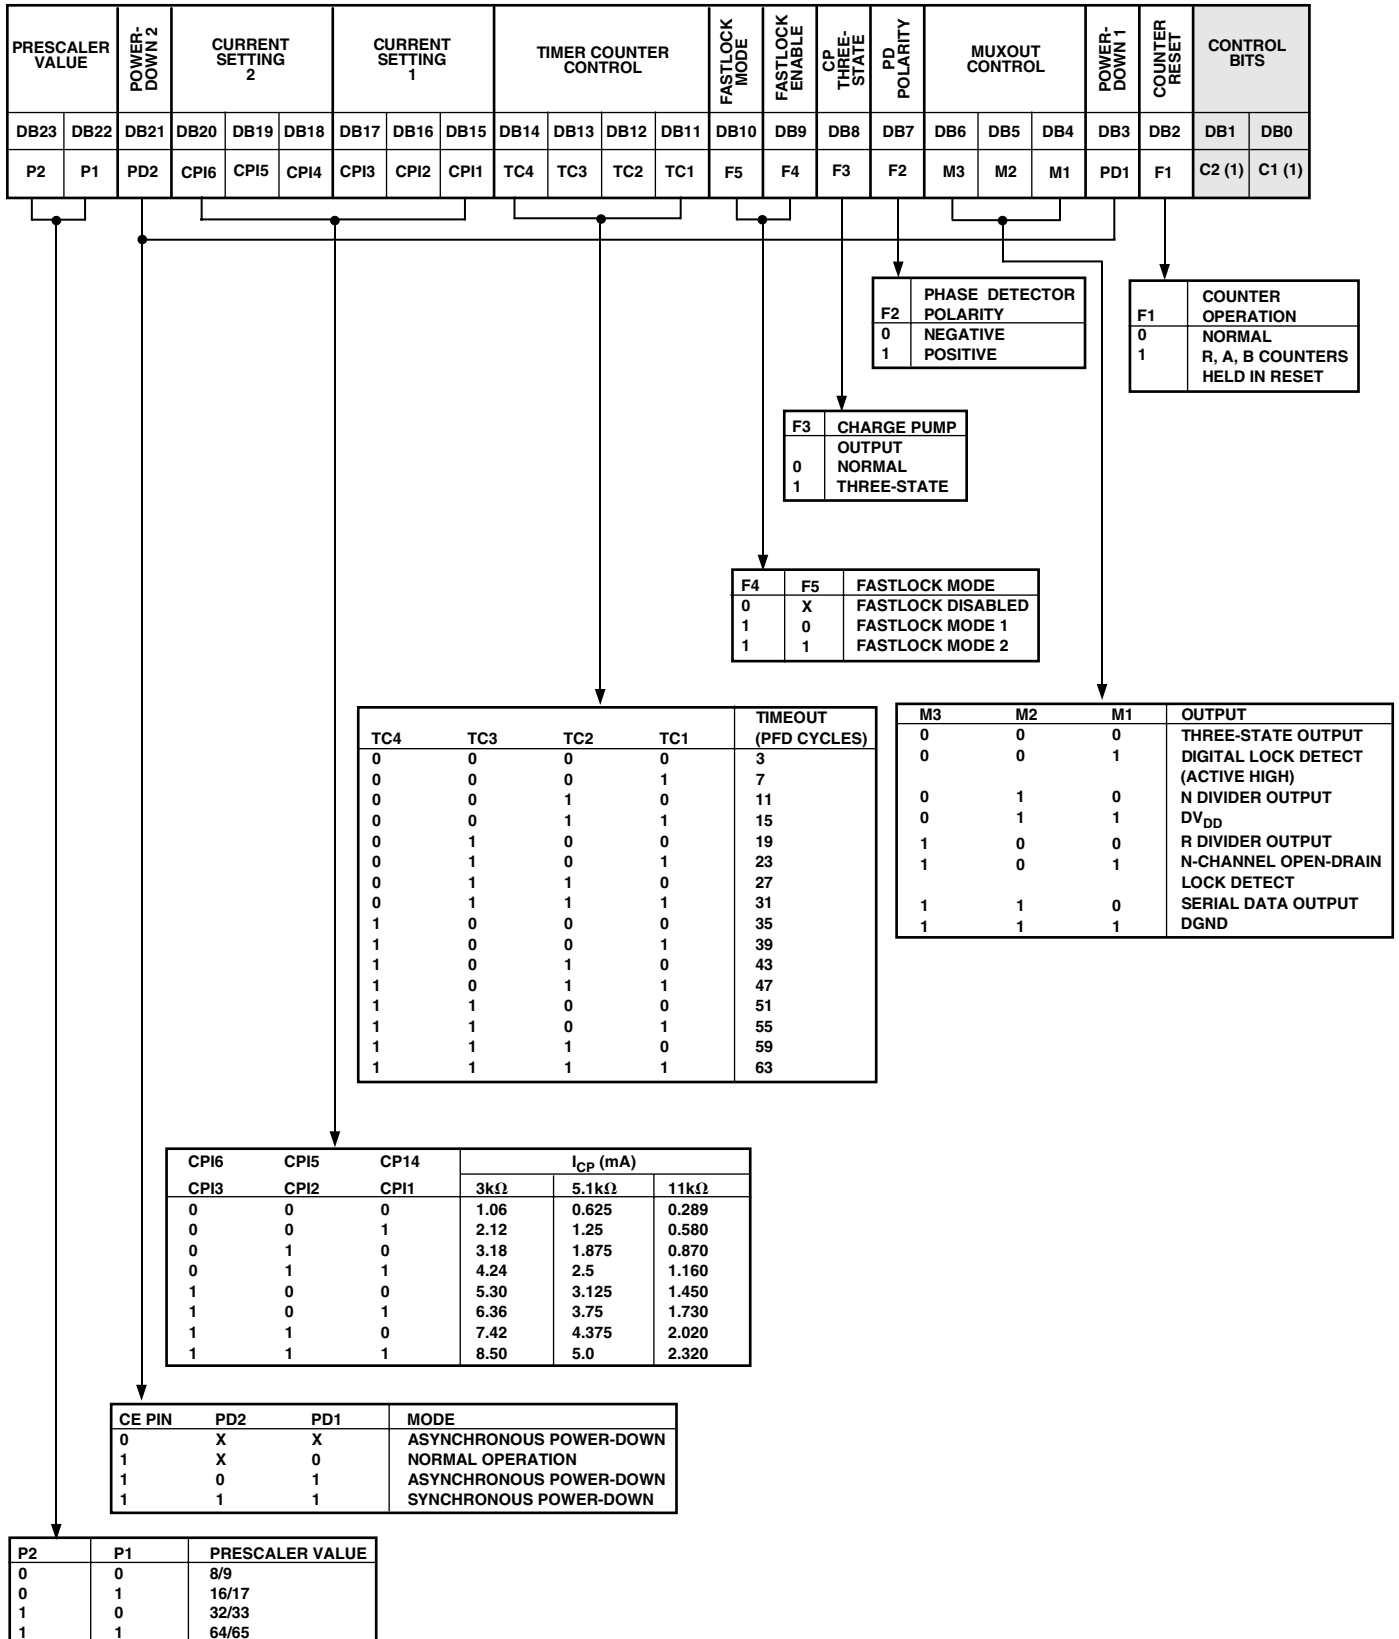 PRESCALER VALUE
POWER-DOWN 2
CURRENT SETTING 2
CURRENT SETTING 1
TIMER COUNTER CONTROL
FASTLOCK MODE
FASTLOCK ENABLE
CP THREE-STATE
PD POLARITY
MUXOUT CONTROL
POWER-DOWN 1
COUNTER RESET
CONTROL BITS
DB23 DB22 DB21 DB20 DB19 DB18 DB17 DB16 DB15 DB14 DB13 DB12 DB11 DB10 DB9 DB8 DB7 DB6 DB5 DB4 DB3 DB2 DB1 DB0
P2 P1 PD2 CPI6 CPI5 CPI4 CPI3 CPI2 CPI1 TC4 TC3 TC2 TC1 F5 F4 F3 F2 M3 M2 M1 PD1 F1 C2 (1) C1 (1)
PHASE DETECTOR
F2 POLARITY
0 NEGATIVE
1 POSITIVE
COUNTER
F1 OPERATION
0 NORMAL
1 R, A, B COUNTERS
HELD IN RESET
F3 CHARGE PUMP
OUTPUT
0 NORMAL
1 THREE-STATE
F4 F5 FASTLOCK MODE
0 X FASTLOCK DISABLED
1 0 FASTLOCK MODE 1
1 1 FASTLOCK MODE 2
TIMEOUT
TC4 TC3 TC2 TC1 (PFD CYCLES)
0 0 0 0 3
0 0 0 1 7
0 0 1 0 11
0 0 1 1 15
0 1 0 0 19
0 1 0 1 23
0 1 1 0 27
0 1 1 1 31
1 0 0 0 35
1 0 0 1 39
1 0 1 0 43
1 0 1 1 47
1 1 0 0 51
1 1 0 1 55
1 1 1 0 59
1 1 1 1 63
M3 M2 M1 OUTPUT
0 0 0 THREE-STATE OUTPUT
0 0 1 DIGITAL LOCK DETECT
(ACTIVE HIGH)
0 1 0 N DIVIDER OUTPUT
0 1 1 DVDD
1 0 0 R DIVIDER OUTPUT
1 0 1 N-CHANNEL OPEN-DRAIN
LOCK DETECT
1 1 0 SERIAL DATA OUTPUT
1 1 1 DGND
CPI6 CPI5 CP14 ICP (mA)
CPI3 CPI2 CPI1 3kΩ 5.1kΩ 11kΩ
0 0 0 1.06 0.625 0.289
0 0 1 2.12 1.25 0.580
0 1 0 3.18 1.875 0.870
0 1 1 4.24 2.5 1.160
1 0 0 5.30 3.125 1.450
1 0 1 6.36 3.75 1.730
1 1 0 7.42 4.375 2.020
1 1 1 8.50 5.0 2.320
CE PIN PD2 PD1 MODE
0 X X ASYNCHRONOUS POWER-DOWN
1 X 0 NORMAL OPERATION
1 0 1 ASYNCHRONOUS POWER-DOWN
1 1 1 SYNCHRONOUS POWER-DOWN
P2 P1 PRESCALER VALUE
0 0 8/9
0 1 16/17
1 0 32/33
1 1 64/65